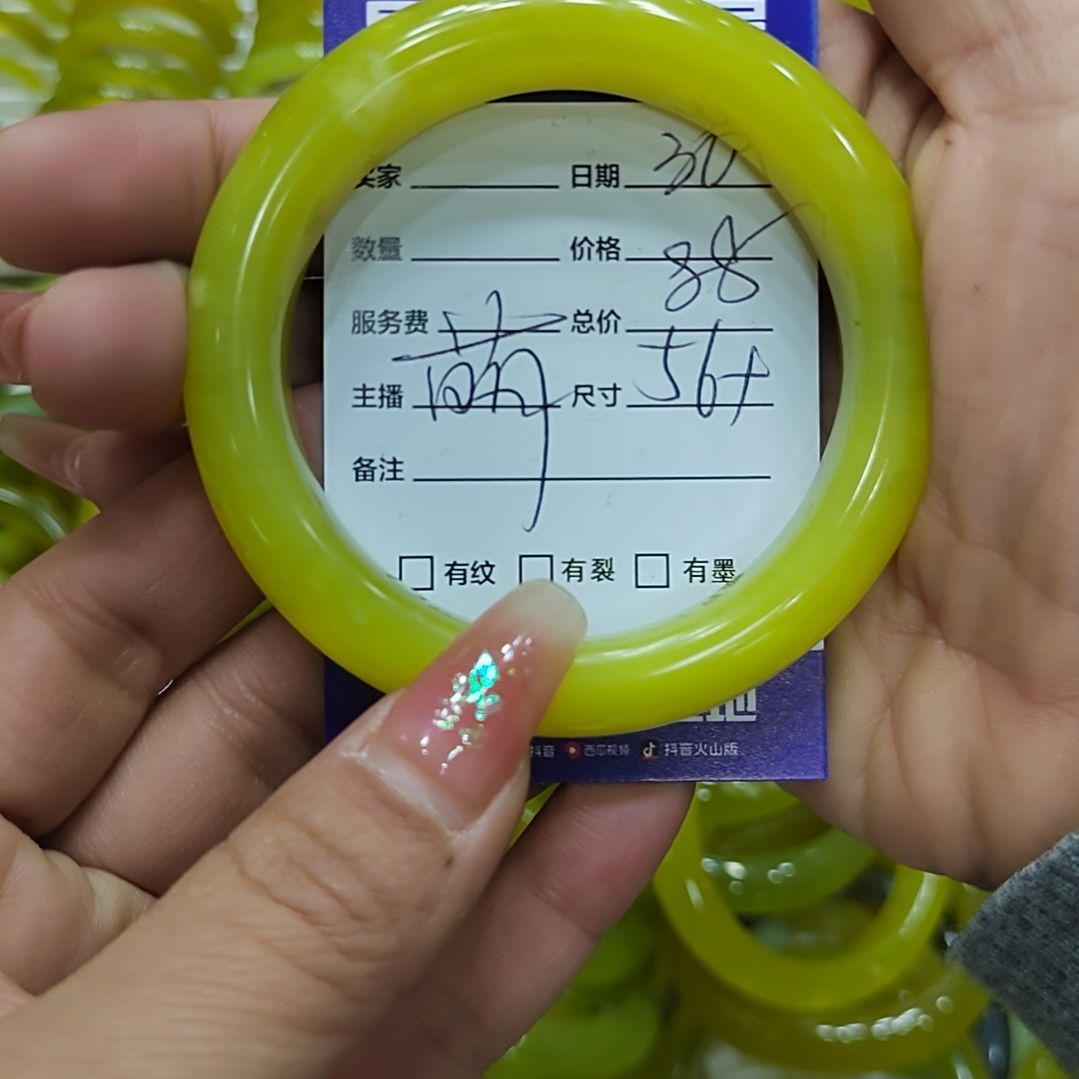 买家 日期 30
数量 价格 88
服务费 总价
主播 萌 尺寸 56+
备注
有纹 有裂 有墨
抖音 西瓜视频 抖音火山版